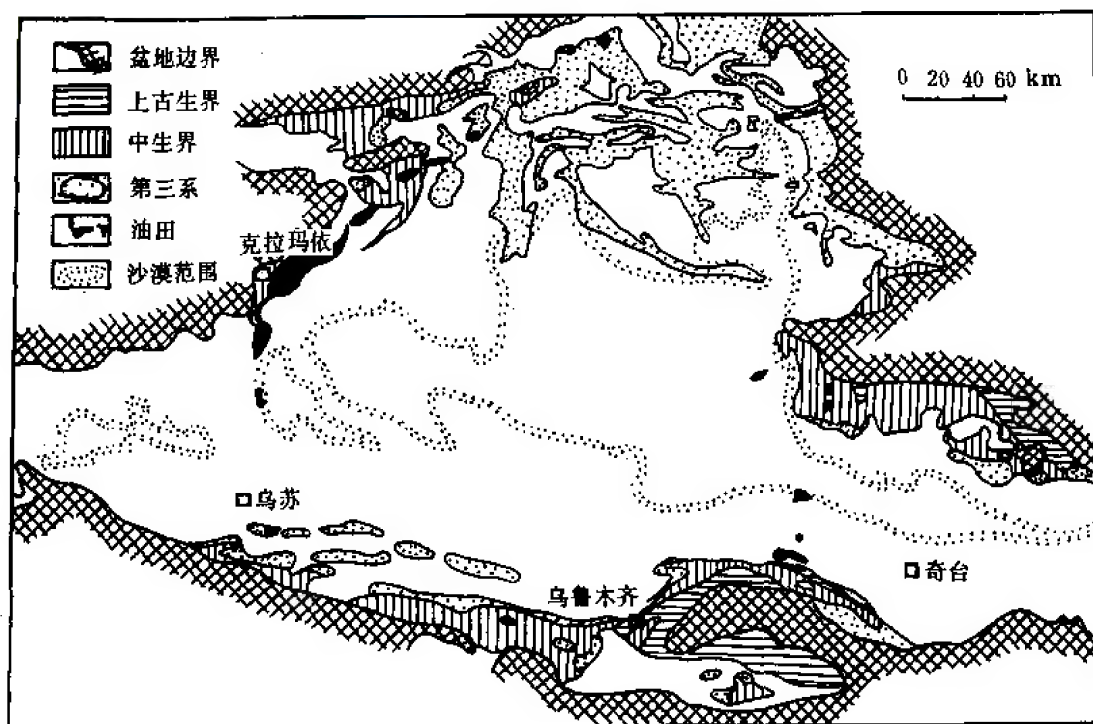 盆地边界
上古生界
中生界
第三系
油田
沙漠范围
0 20 40 60 km
克拉玛依
乌苏
乌鲁木齐
奇台